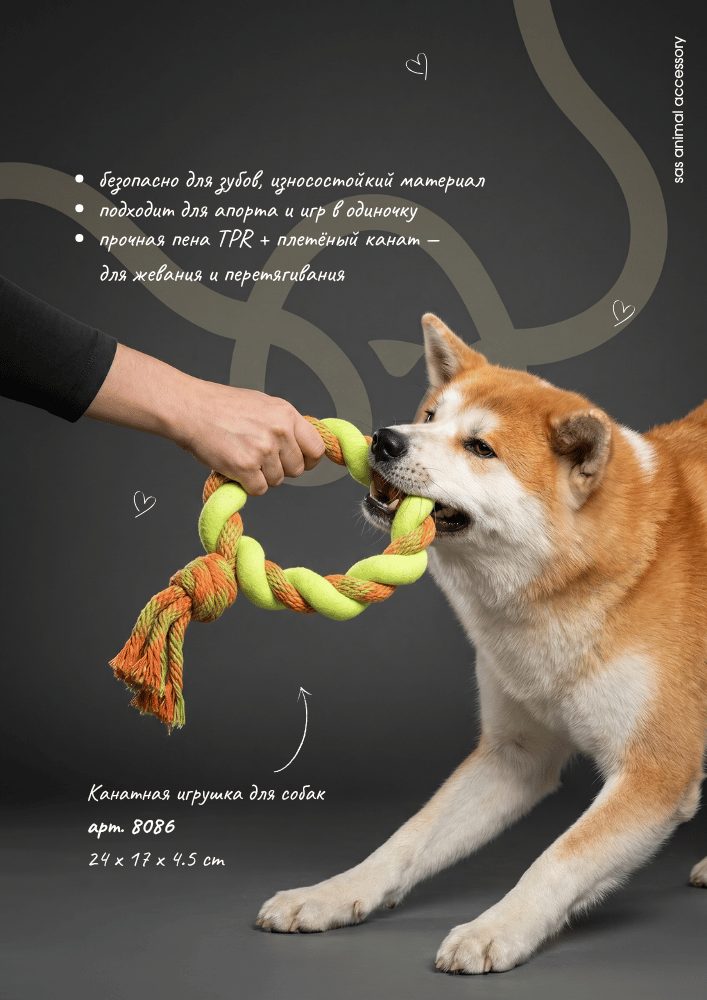 sas animal accessory
• безопасно для зубов, износостойкий материал
• подходит для апорта и игр в одиночку
• прочная пена TPR + плетёный канат –
для жевания и перетягивания
Канатная игрушка для собак
арт. 8086
24 x 17 x 4.5 cm